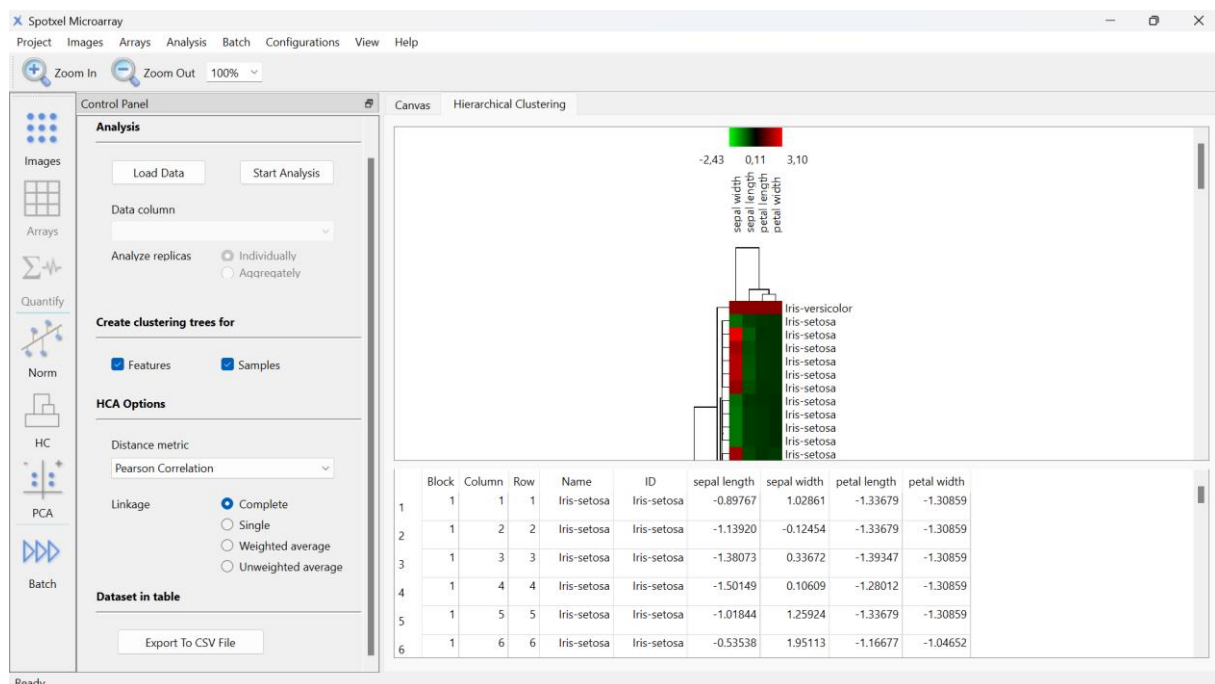 Spotxel Microarray
Project Images Arrays Analysis Batch Configurations View Help
Zoom In Zoom Out 100%
Images
Arrays
Quantify
Norm
HC
PCA
Batch
Control Panel
Analysis
Load Data Start Analysis
Data column
Analyze replicas Individually
Aggregately
Create clustering trees for
Features Samples
HCA Options
Distance metric
Pearson Correlation
Linkage Complete
Single
Weighted average
Unweighted average
Dataset in table
Export To CSV File
Canvas Hierarchical Clustering
-2,43 0,11 3,10
sepal width
sepal length
petal length
petal width
Iris-versicolor
Iris-setosa
Iris-setosa
Iris-setosa
Iris-setosa
Iris-setosa
Iris-setosa
Iris-setosa
Iris-setosa
Iris-setosa
Iris-setosa
Iris-setosa
Block Column Row Name ID sepal length sepal width petal length petal width
1 1 1 1 Iris-setosa Iris-setosa -0.89767 1.02861 -1.33679 -1.30859
2 1 2 2 Iris-setosa Iris-setosa -1.13920 -0.12454 -1.33679 -1.30859
3 1 3 3 Iris-setosa Iris-setosa -1.38073 0.33672 -1.39347 -1.30859
4 1 4 4 Iris-setosa Iris-setosa -1.50149 0.10609 -1.28012 -1.30859
5 1 5 5 Iris-setosa Iris-setosa -1.01844 1.25924 -1.33679 -1.30859
6 1 6 6 Iris-setosa Iris-setosa -0.53538 1.95113 -1.16677 -1.04652
Ready